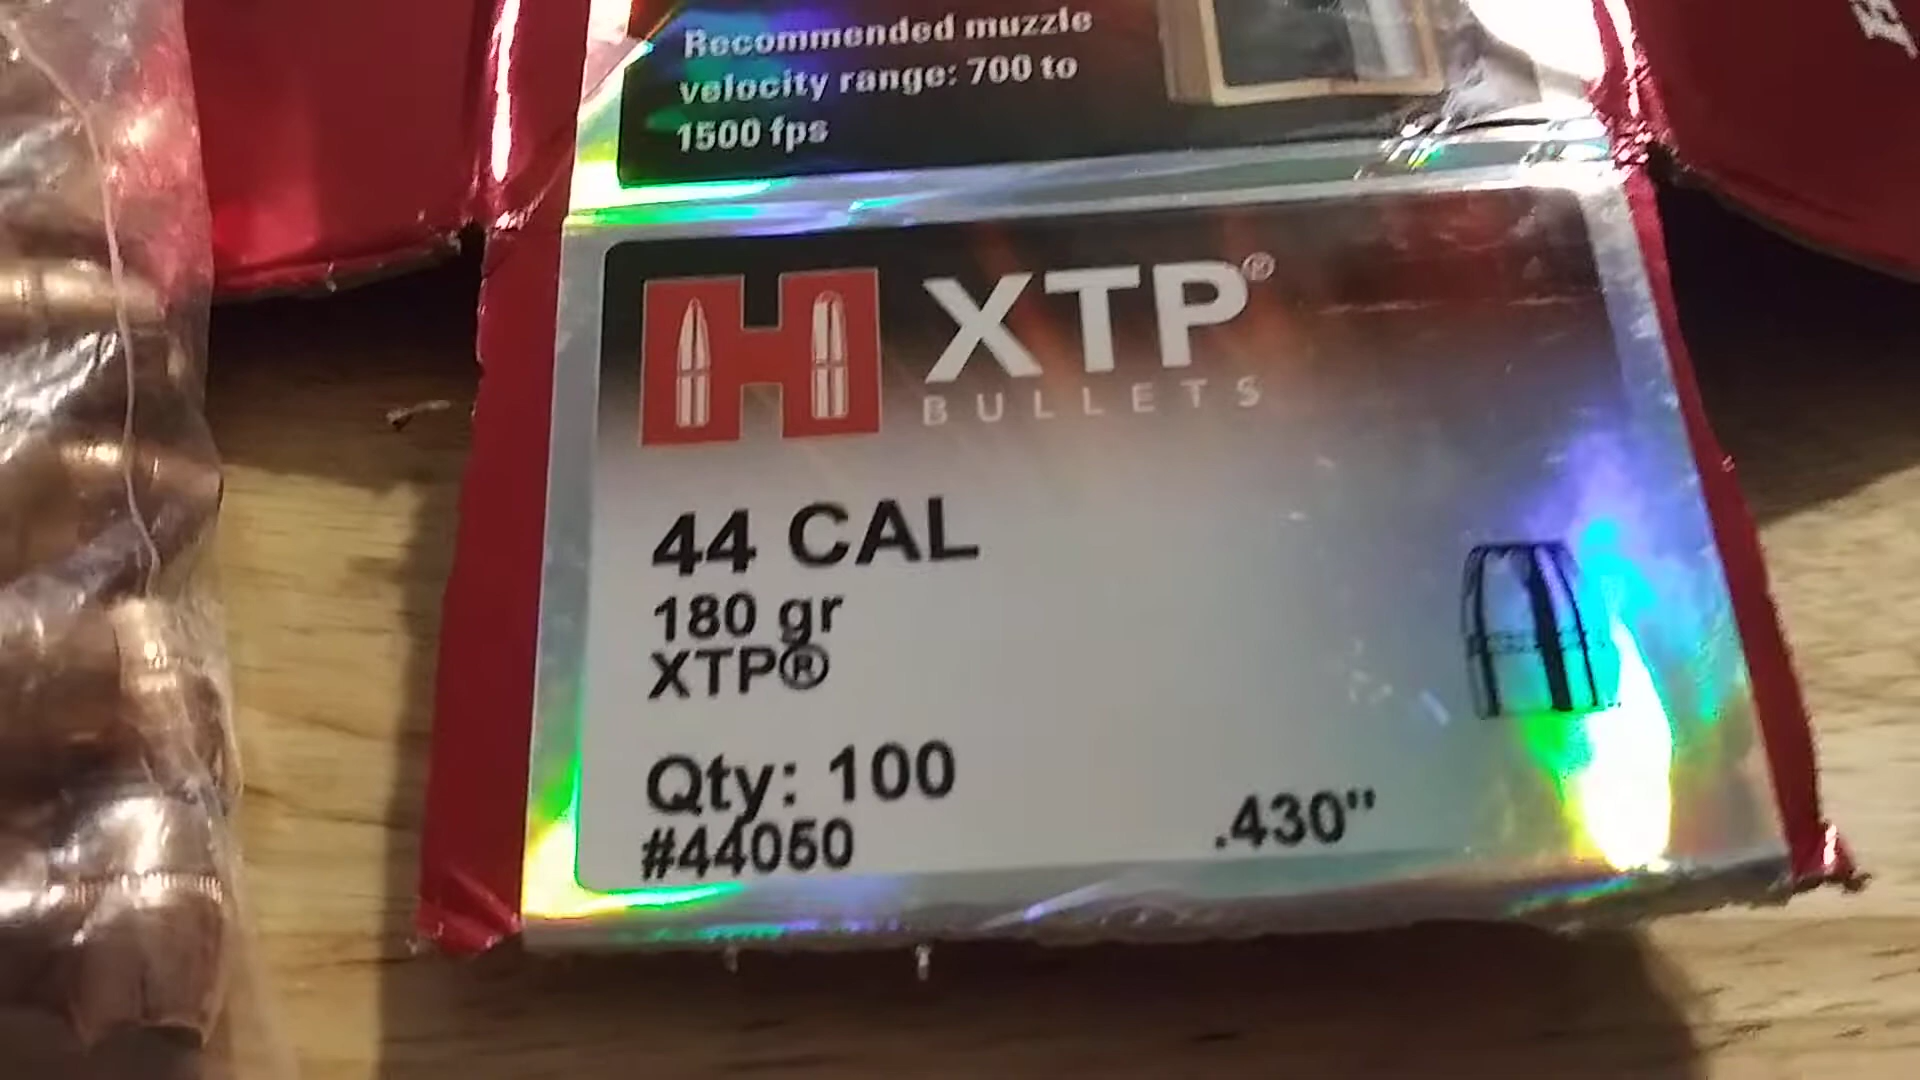 Recommended muzzle
velocity range: 700 to
1500 fps
H XTP®
BULLETS
44 CAL
180 gr
XTP®
Qty: 100
#44050
.430"